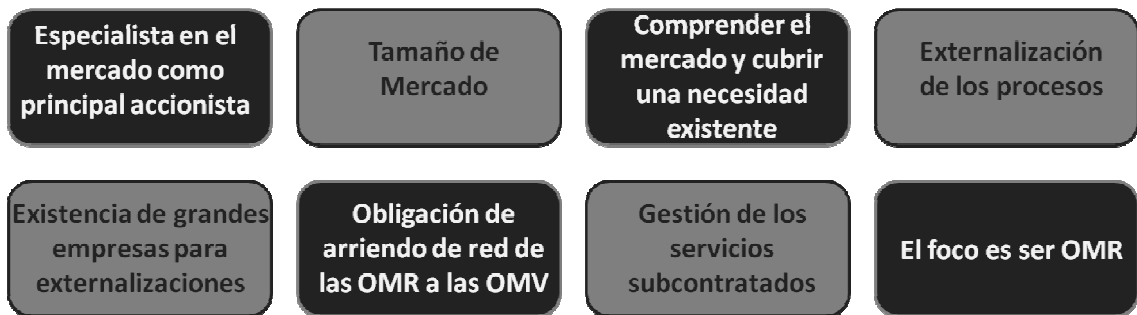 Especialista en el
mercado como
principal accionista
Tamaño de
Mercado
Comprender el
mercado y cubrir
una necesidad
existente
Externalización
de los procesos
Existencia de grandes
empresas para
externalizaciones
Obligación de
arriendo de red de
las OMR a las OMV
Gestión de los
servicios
subcontratados
El foco es ser OMR